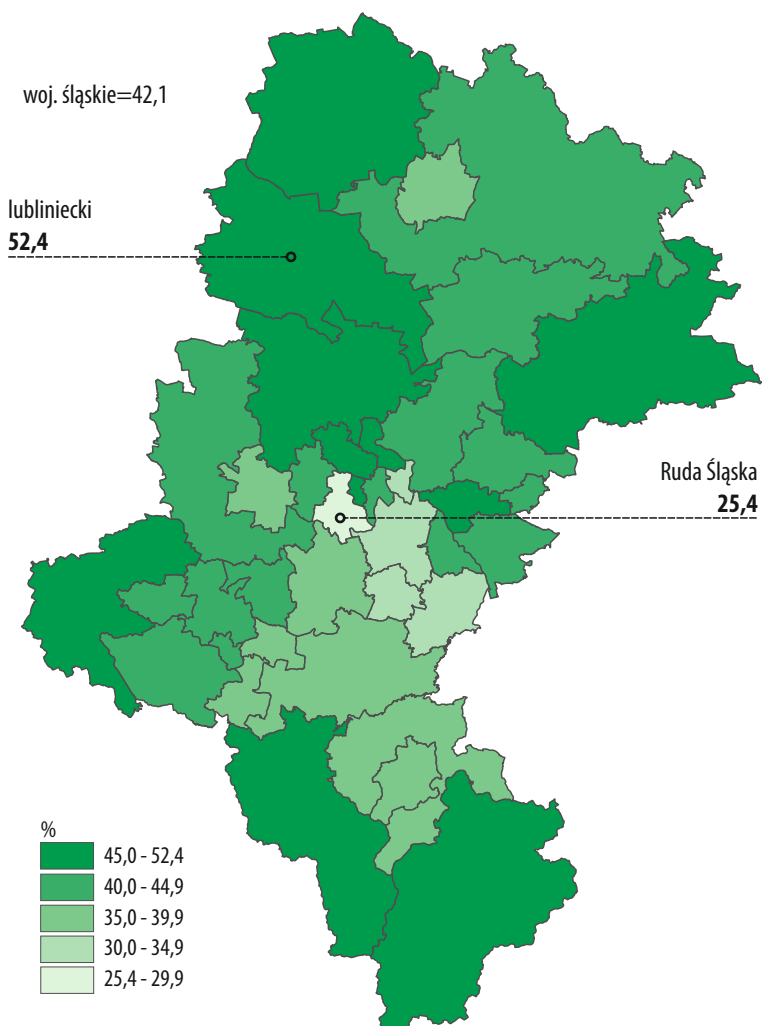 woj. śląskie=42,1
lubliniecki
52,4
Ruda Śląska
25,4
%
45,0 - 52,4
40,0 - 44,9
35,0 - 39,9
30,0 - 34,9
25,4 - 29,9